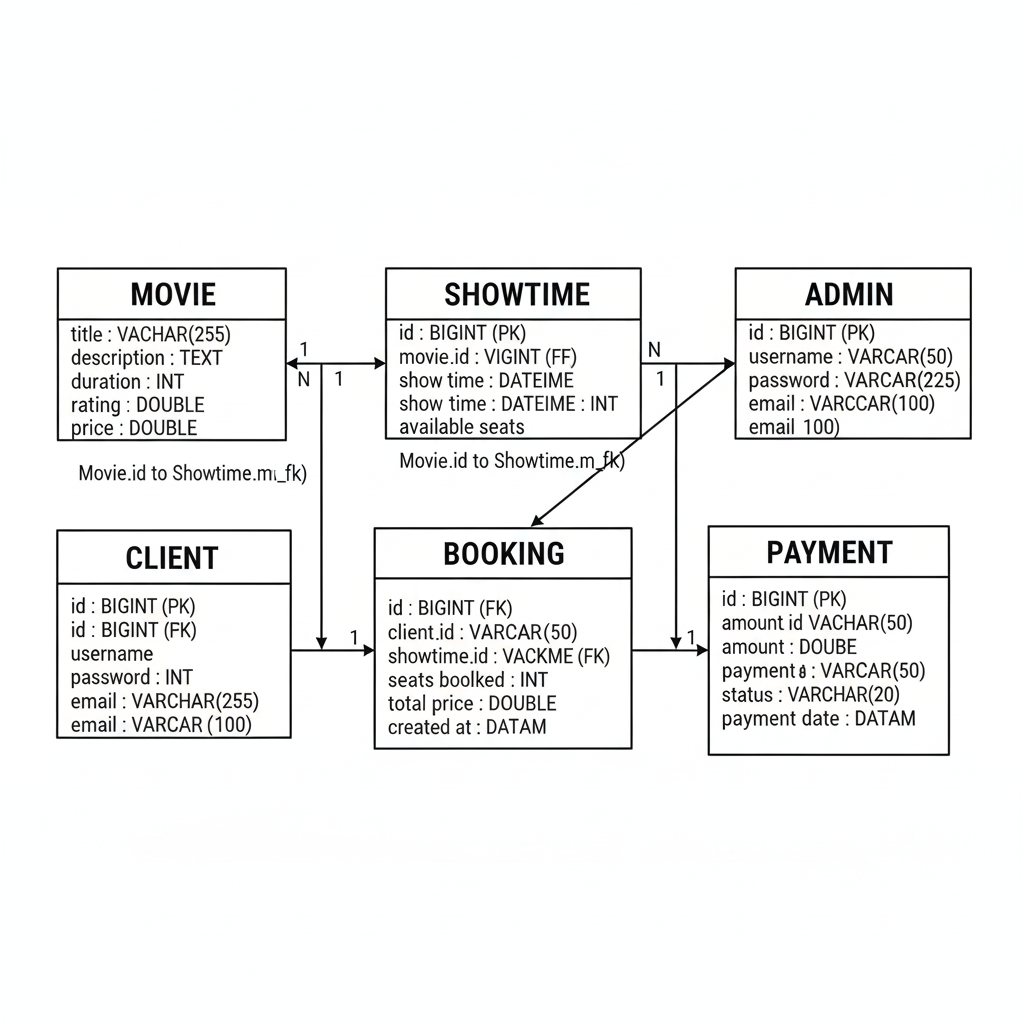 MOVIE
title : VACHAR(255)
description : TEXT
duration : INT
rating : DOUBLE
price : DOUBLE
1
N
1
SHOWTIME
id : BIGINT (PK)
movie.id : VIGINT (FF)
show time : DATEIME
show time : DATEIME : INT
available seats
N
1
ADMIN
id : BIGINT (PK)
username : VARCAR(50)
password : VARCAR(225)
email : VARCCAR(100)
email 100)
Movie.id to Showtime.m_fk)
Movie.id to Showtime.m_fk)
CLIENT
id : BIGINT (PK)
id : BIGINT (FK)
username
password : INT
email : VARCHAR(255)
email : VARCAR (100)
1
BOOKING
id : BIGINT (FK)
client.id : VARCAR(50)
showtime.id : VACKME (FK)
seats boolked : INT
total price : DOUBLE
created at : DATAM
1
PAYMENT
id : BIGINT (PK)
amount id VACHAR(50)
amount : DOUBE
payment : VARCAR(50)
status : VARCHAR(20)
payment date : DATAM